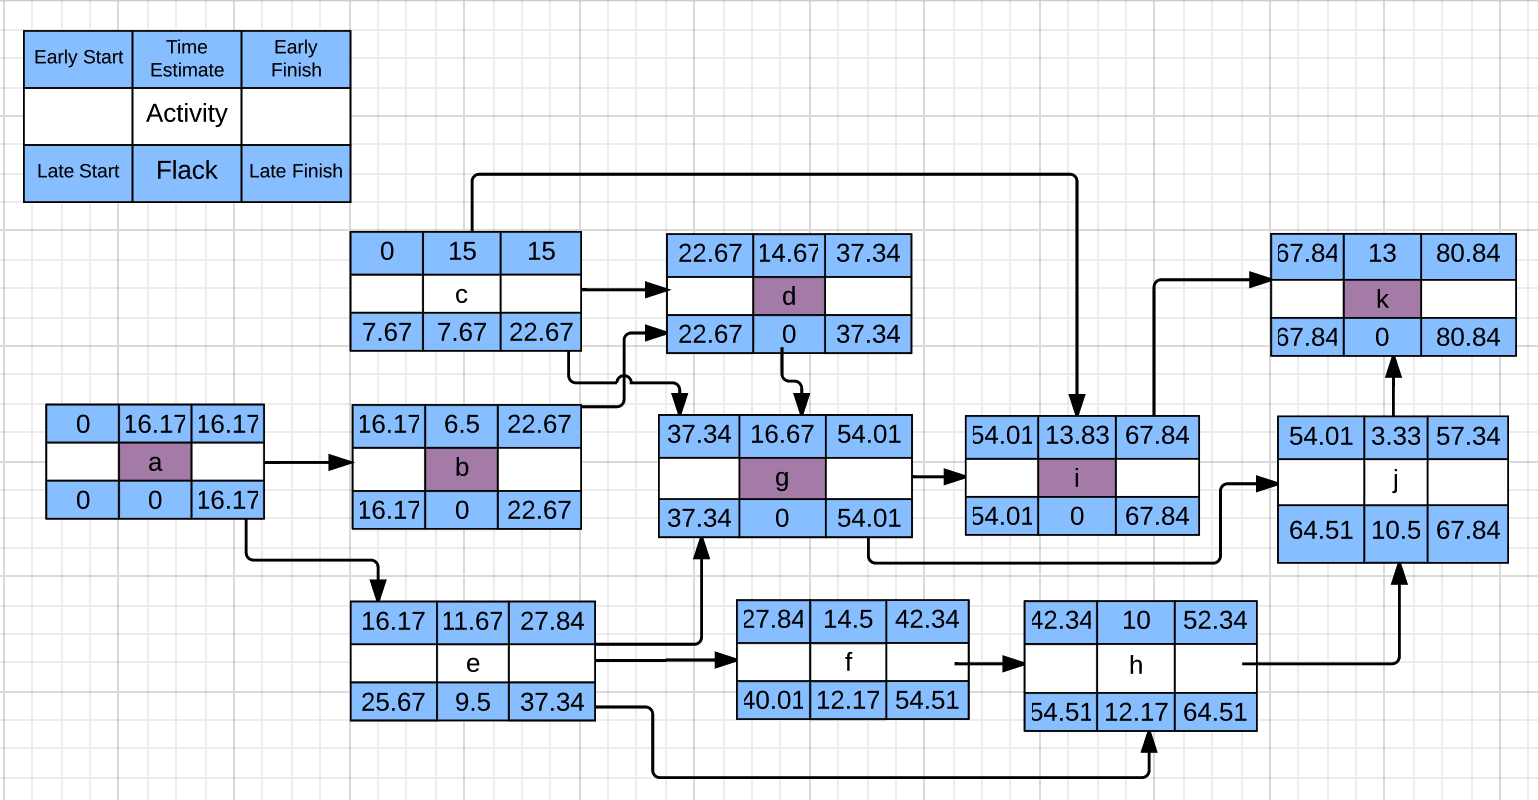 Early Start
Time
Estimate
Early
Finish
Activity
Late Start
Flack
Late Finish
0 15 15
c
7.67 7.67 22.67
22.67 14.67 37.34
d
22.67 0 37.34
67.84 13 80.84
k
67.84 0 80.84
0 16.17 16.17
a
0 0 16.17
16.17 6.5 22.67
b
16.17 0 22.67
37.34 16.67 54.01
g
37.34 0 54.01
54.01 13.83 67.84
i
54.01 0 67.84
54.01 3.33 57.34
j
64.51 10.5 67.84
16.17 11.67 27.84
e
25.67 9.5 37.34
27.84 14.5 42.34
f
40.01 12.17 54.51
42.34 10 52.34
h
54.51 12.17 64.51